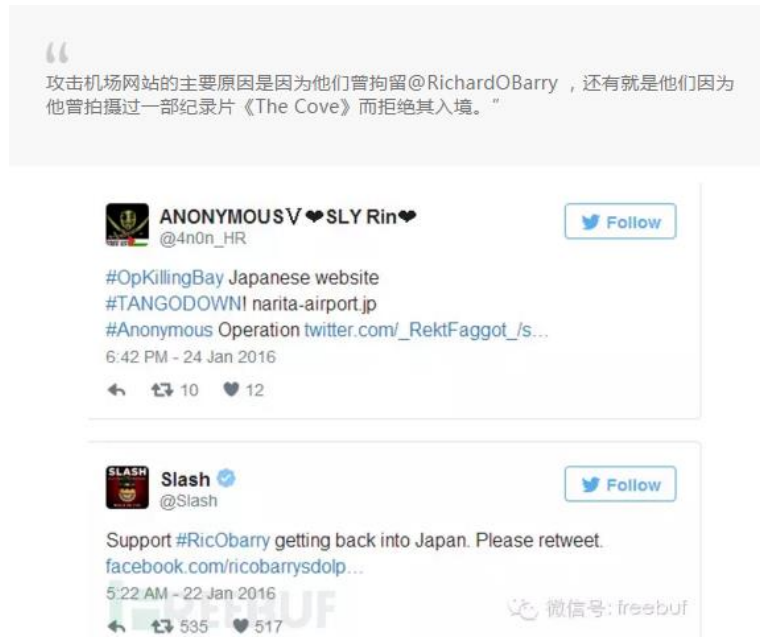 “
攻击机场网站的主要原因是因为他们曾拘留@RichardOBarry ，还有就是他们因为
他曾拍摄过一部纪录片《The Cove》而拒绝其入境。”
ANONYMOUS\/❤SLY Rin❤
@4n0n_HR
Follow
#OpKillingBay Japanese website
#TANGODOWN! narita-airport.jp
#Anonymous Operation twitter.com/_RektFaggot_/s...
6:42 PM - 24 Jan 2016
10 12
SLASH
Slash
@Slash
Follow
Support #RicObarry getting back into Japan. Please retweet.
facebook.com/ricobarrysdolp...
5:22 AM - 22 Jan 2016
FREEBUF
微信号: freebuf
535 517